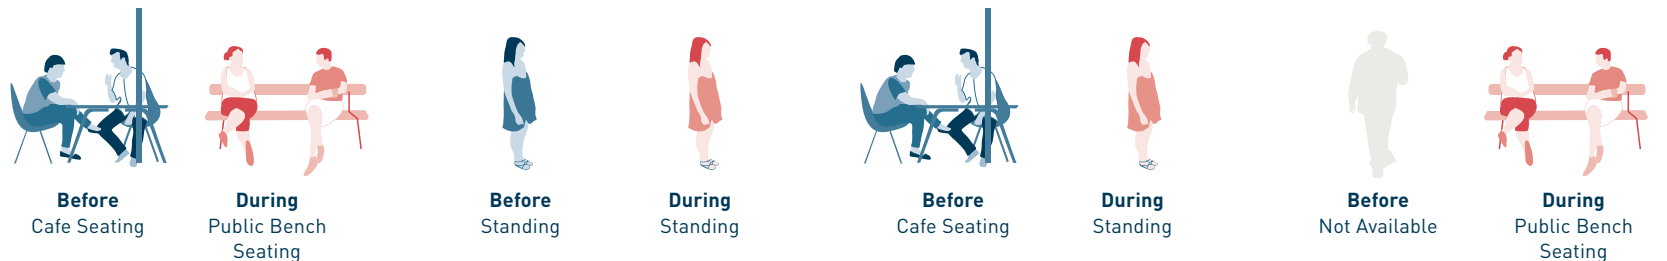 Before
Cafe Seating
During
Public Bench
Seating
Before
Standing
During
Standing
Before
Cafe Seating
During
Standing
Before
Not Available
During
Public Bench
Seating